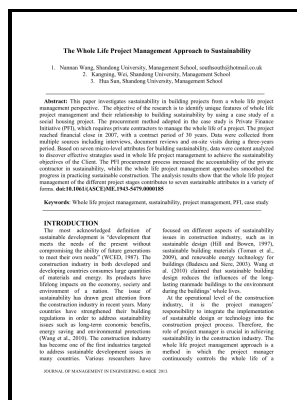 The Whole Life Project Management Approach to Sustainability
1. Nannan Wang, Shandong University, Management School, southsouth@hotmail.co.uk
2. Kangning, Wei, Shandong University, Management School
3. Hua Sun, Shandong University, Management School
Abstract: This paper investigates sustainability in building projects from a whole life project
management perspective. The objective of the research is to identify unique features of whole
life project management and their relationship to building sustainability by using a case study of
a social housing project. The procurement method adopted in the case study is Private Finance
Initiative (PFI), which requires private contractors to manage the whole life of a project. The
project reached financial close in 2007, with a contract period of 30 years. Data were collected
from multiple sources including interviews, document reviews and on-site visits during a three-years
period. Based on seven micro-level attributes for building sustainability, data were content analyzed
to discover effective strategies used in whole life management to achieve the sustainability
objectives of the Client. The PFI procurement process increased the accountability of the private
contractor in sustainability, whilst the whole life project management approaches smoothed the
progress in practicing sustainable construction. The analysis results show that the whole life project
management of the different project stages contributes to seven sustainable attributes in a variety of
forms. doi:10.1061/(ASCE)ME.1943-5479.0000185
Keywords: Whole life project management, sustainability, project management, PFI, case study
INTRODUCTION
The most acknowledged definition of
sustainable development is "development that
meets the needs of the present without
compromising the ability of future generations
to meet their own needs" (WCED, 1987). The
construction industry in both developed and
developing countries consumes large quantities
of materials and energy. Its products have
lifelong impacts on the economy, society and
environment of a nation. The issue of
sustainability has drawn great attention from
the construction industry in recent years. Many
countries have strengthened their building
regulations in order to address sustainability
issues such as long-term economic benefits,
energy saving and environmental protections
(Wang et al., 2010). The construction industry
has become one of the first industries targeted
to address sustainable development issues in
many countries. Various researchers have
focused on different aspects of sustainability
issues in construction industry, such as in
sustainable design (Hill and Bowen, 1997),
sustainable building materials (Toman et al.,
2009), and renewable energy technology for
buildings (Badescu and Sicre, 2003). Wang et
al. (2010) claimed that sustainable building
design reduces the influences of the long-
lasting manmade buildings to the environment
during the buildings' whole lives.
At the operational level of the construction
industry, it is the project managers'
responsibility to integrate the implementation
of sustainable design or technology into the
construction project process. Therefore, the
role of project manager is crucial in achieving
sustainability in the construction industry. The
whole life project management approach is a
method in which the project manager
continuously controls the whole life of a
JOURNAL OF MANAGEMENT IN ENGINEERING, © ASCE 2013.